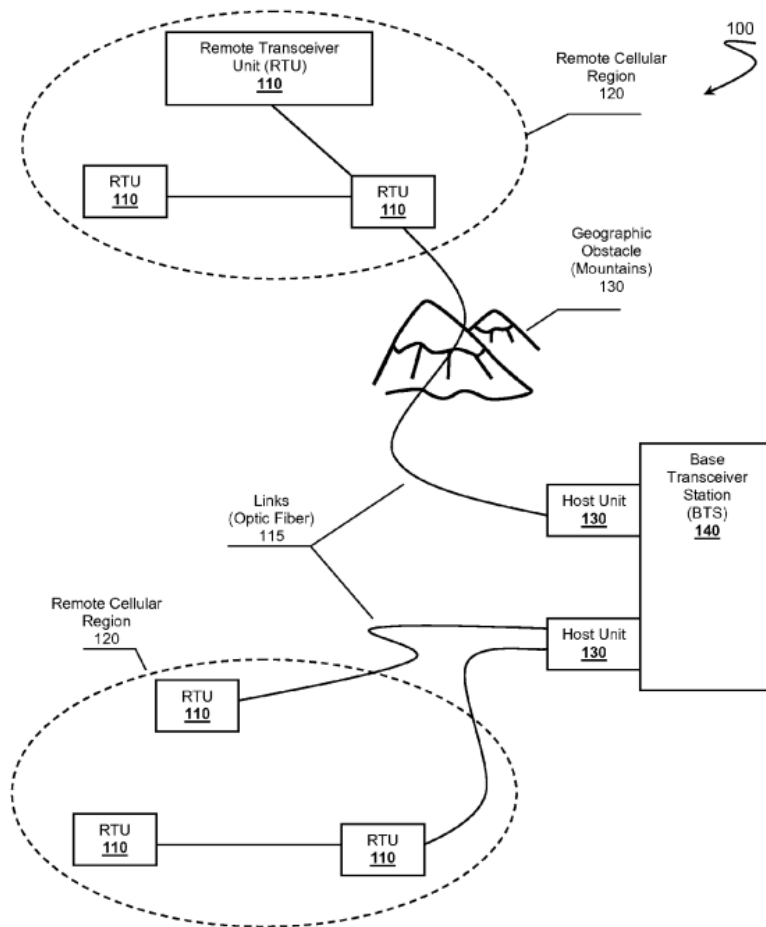 100
Remote Transceiver
Unit (RTU)
110
Remote Cellular
Region
120
RTU
110
RTU
110
Geographic
Obstacle
(Mountains)
130
Base
Transceiver
Station
(BTS)
140
Host Unit
130
Links
(Optic Fiber)
115
Remote Cellular
Region
120
Host Unit
130
RTU
110
RTU
110
RTU
110